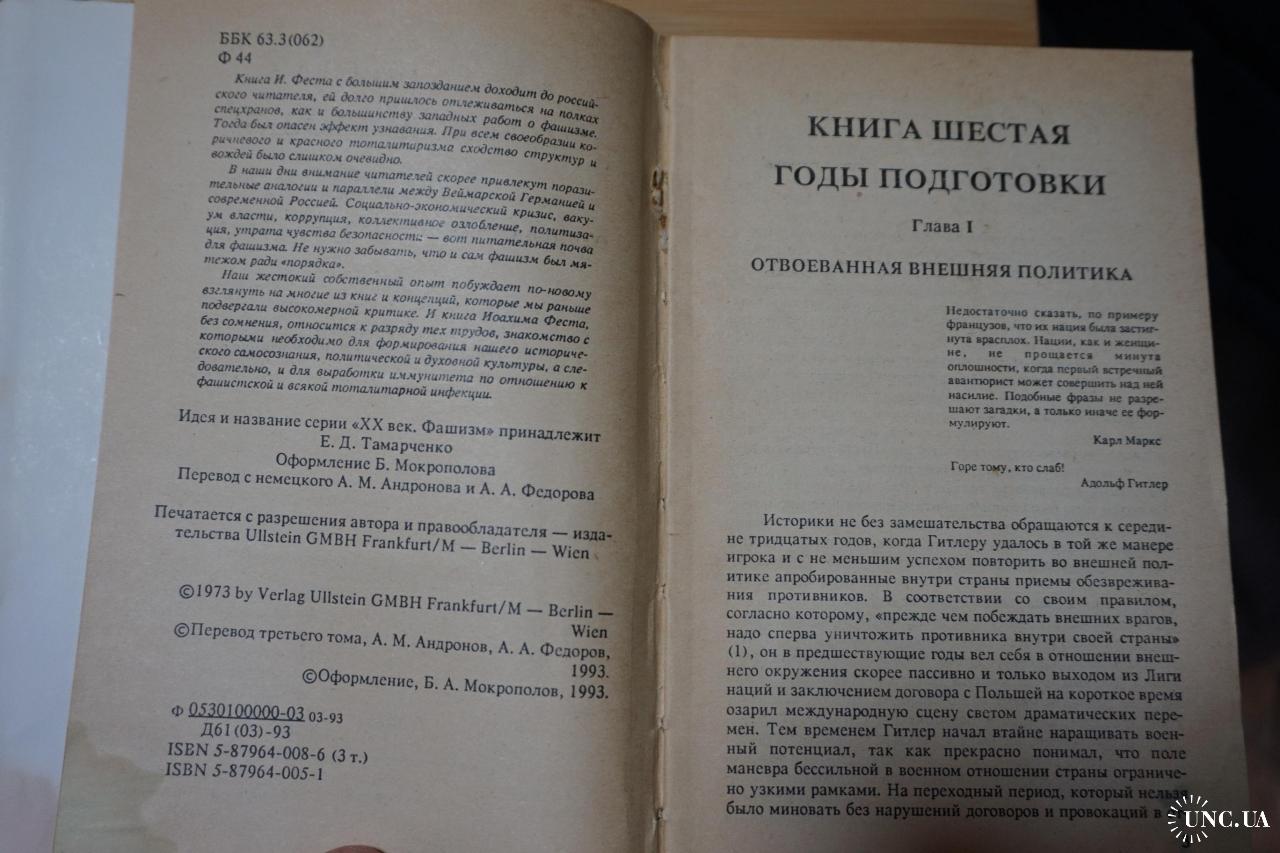 ББК 63.3(062)
Ф 44
Книга И. Феста с большим запозданием доходит до россий-
ского читателя, ей долго пришлось отлеживаться на полках
спецхранов, как и большинству западных работ о фашизме.
Тогда был опасен эффект узнавания. При всем своеобразии ко-
ричневого и красного тоталитаризма сходство структур и
вождей было слишком очевидно.
В наши дни внимание читателей скорее привлекут порази-
тельные аналогии и параллели между Веймарской Германией и
современной Россией. Социально-экономический кризис, ваку-
ум власти, коррупция, коллективное озлобление, политиза-
ция, утрата чувства безопасности — вот питательная почва
для фашизма. Не нужно забывать, что и сам фашизм был мя-
тежом ради «порядка».
Наш жестокий собственный опыт побуждает по-новому
взглянуть на многие из книг и концепций, которые мы раньше
подвергали высокомерной критике. И книга Иоахима Феста,
без сомнения, относится к разряду тех трудов, знакомство с
которыми необходимо для формирования нашего историче-
ского самосознания, политической и духовной культуры, а сле-
довательно, и для выработки иммунитета по отношению к
фашистской и всякой тоталитарной инфекции.
Идея и название серии «XX век. Фашизм» принадлежит
Е. Д. Тамарченко
Оформление Б. Мокрополова
Перевод с немецкого А. М. Андронова и А. А. Федорова
Печатается с разрешения автора и правообладателя — изда-
тельства Ullstein GMBH Frankfurt/M — Berlin — Wien
©1973 by Verlag Ullstein GMBH Frankfurt/M — Berlin —
Wien
©Перевод третьего тома, А. М. Андронов, А. А. Федоров,
1993.
©Оформление, Б. А. Мокрополов, 1993.
Ф 0530100000-03 03-93
Д61(03)-93
ISBN 5-87964-008-6 (3 т.)
ISBN 5-87964-005-1
КНИГА ШЕСТАЯ
ГОДЫ ПОДГОТОВКИ
Глава I
ОТВОЕВАННАЯ ВНЕШНЯЯ ПОЛИТИКА
Недостаточно сказать, по примеру
французов, что их нация была застиг-
нута врасплох. Нации, как и женщи-
не, не прощается минута
оплошности, когда первый встречный
авантюрист может совершить над ней
насилие. Подобные фразы не разре-
шают загадки, а только иначе ее фор-
мулируют.
Карл Маркс
Горе тому, кто слаб!
Адольф Гитлер
Историки не без замешательства обращаются к середи-
не тридцатых годов, когда Гитлеру удалось в той же манере
игрока и с не меньшим успехом повторить во внешней пол-
итике апробированные внутри страны приемы обезврежива-
ния противников. В соответствии со своим правилом,
согласно которому, «прежде чем побеждать внешних врагов,
надо сперва уничтожить противника внутри своей страны»
(1), он в предшествующие годы вел себя в отношении внеш-
него окружения скорее пассивно и только выходом из Лиги
наций и заключением договора с Польшей на короткое время
озарил международную сцену светом драматических пере-
мен. Тем временем Гитлер начал втайне наращивать воен-
ный потенциал, так как прекрасно понимал, что поле
маневра бессильной в военном отношении страны ограниче-
но узкими рамками. На переходный период, который нельзя
было миновать без нарушений договоров и провокаций в
UNC.UA